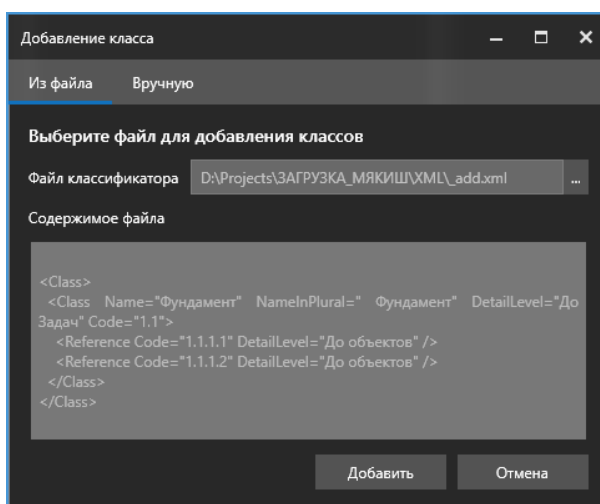 Добавление класса
Из файла Вручную
Выберите файл для добавления классов
Файл классификатора D:\Projects\ЗАГРУЗКА_МЯКИШ\XML\_add.xml ...
Содержимое файла
<Class>
<Class Name="Фундамент" NameInPlural=" Фундамент" DetailLevel="До
Задач" Code="1.1">
<Reference Code="1.1.1.1" DetailLevel="До объектов" />
<Reference Code="1.1.1.2" DetailLevel="До объектов" />
</Class>
</Class>
Добавить Отмена